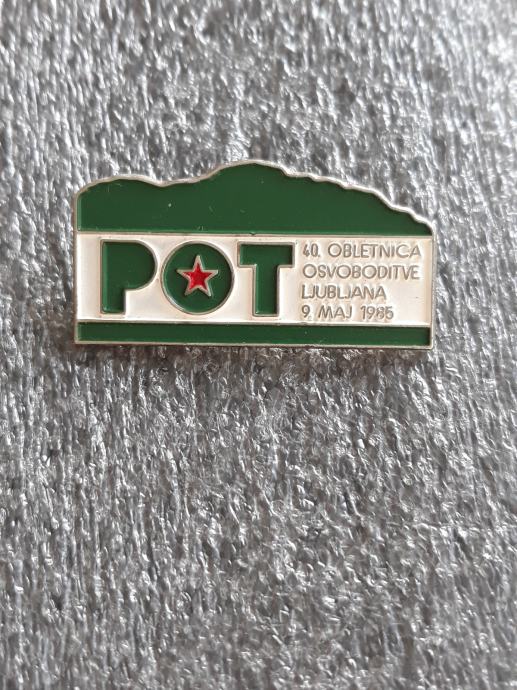 POT
40. OBLETNICA
OSVOBODITVE
LJUBLJANA
9. MAJ 1985